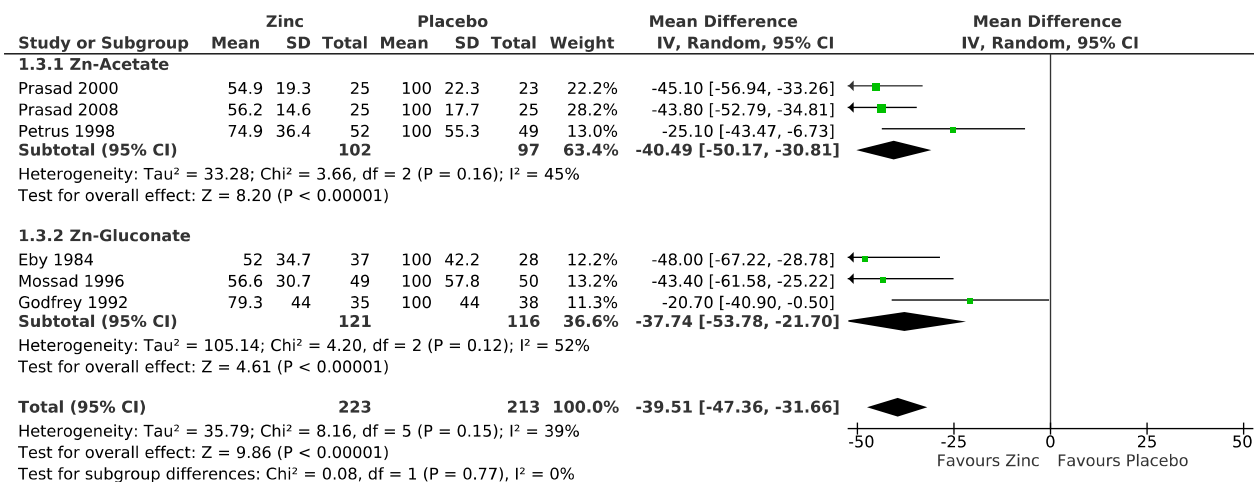 Zinc Placebo Mean Difference Mean Difference
Study or Subgroup Mean SD Total Mean SD Total Weight IV, Random, 95% CI IV, Random, 95% CI
1.3.1 Zn-Acetate
Prasad 2000 54.9 19.3 25 100 22.3 23 22.2% -45.10 [-56.94, -33.26]
Prasad 2008 56.2 14.6 25 100 17.7 25 28.2% -43.80 [-52.79, -34.81]
Petrus 1998 74.9 36.4 52 100 55.3 49 13.0% -25.10 [-43.47, -6.73]
Subtotal (95% CI) 102 97 63.4% -40.49 [-50.17, -30.81]
Heterogeneity: Tau² = 33.28; Chi² = 3.66, df = 2 (P = 0.16); I² = 45%
Test for overall effect: Z = 8.20 (P < 0.00001)
1.3.2 Zn-Gluconate
Eby 1984 52 34.7 37 100 42.2 28 12.2% -48.00 [-67.22, -28.78]
Mossad 1996 56.6 30.7 49 100 57.8 50 13.2% -43.40 [-61.58, -25.22]
Godfrey 1992 79.3 44 35 100 44 38 11.3% -20.70 [-40.90, -0.50]
Subtotal (95% CI) 121 116 36.6% -37.74 [-53.78, -21.70]
Heterogeneity: Tau² = 105.14; Chi² = 4.20, df = 2 (P = 0.12); I² = 52%
Test for overall effect: Z = 4.61 (P < 0.00001)
Total (95% CI) 223 213 100.0% -39.51 [-47.36, -31.66]
Heterogeneity: Tau² = 35.79; Chi² = 8.16, df = 5 (P = 0.15); I² = 39%
Test for overall effect: Z = 9.86 (P < 0.00001)
Test for subgroup differences: Chi² = 0.08, df = 1 (P = 0.77), I² = 0%
-50 -25 0 25 50
Favours Zinc Favours Placebo